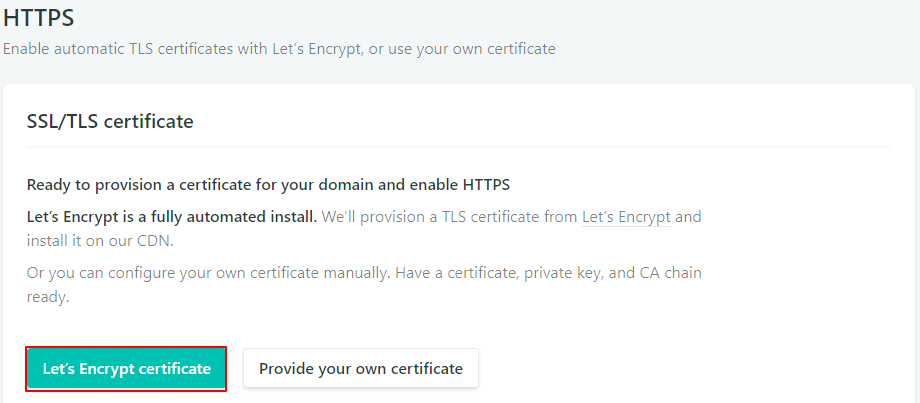 HTTPS
Enable automatic TLS certificates with Let’s Encrypt, or use your own certificate
SSL/TLS certificate
Ready to provision a certificate for your domain and enable HTTPS
Let’s Encrypt is a fully automated install. We’ll provision a TLS certificate from Let’s Encrypt and
install it on our CDN.
Or you can configure your own certificate manually. Have a certificate, private key, and CA chain
ready.
Let’s Encrypt certificate
Provide your own certificate